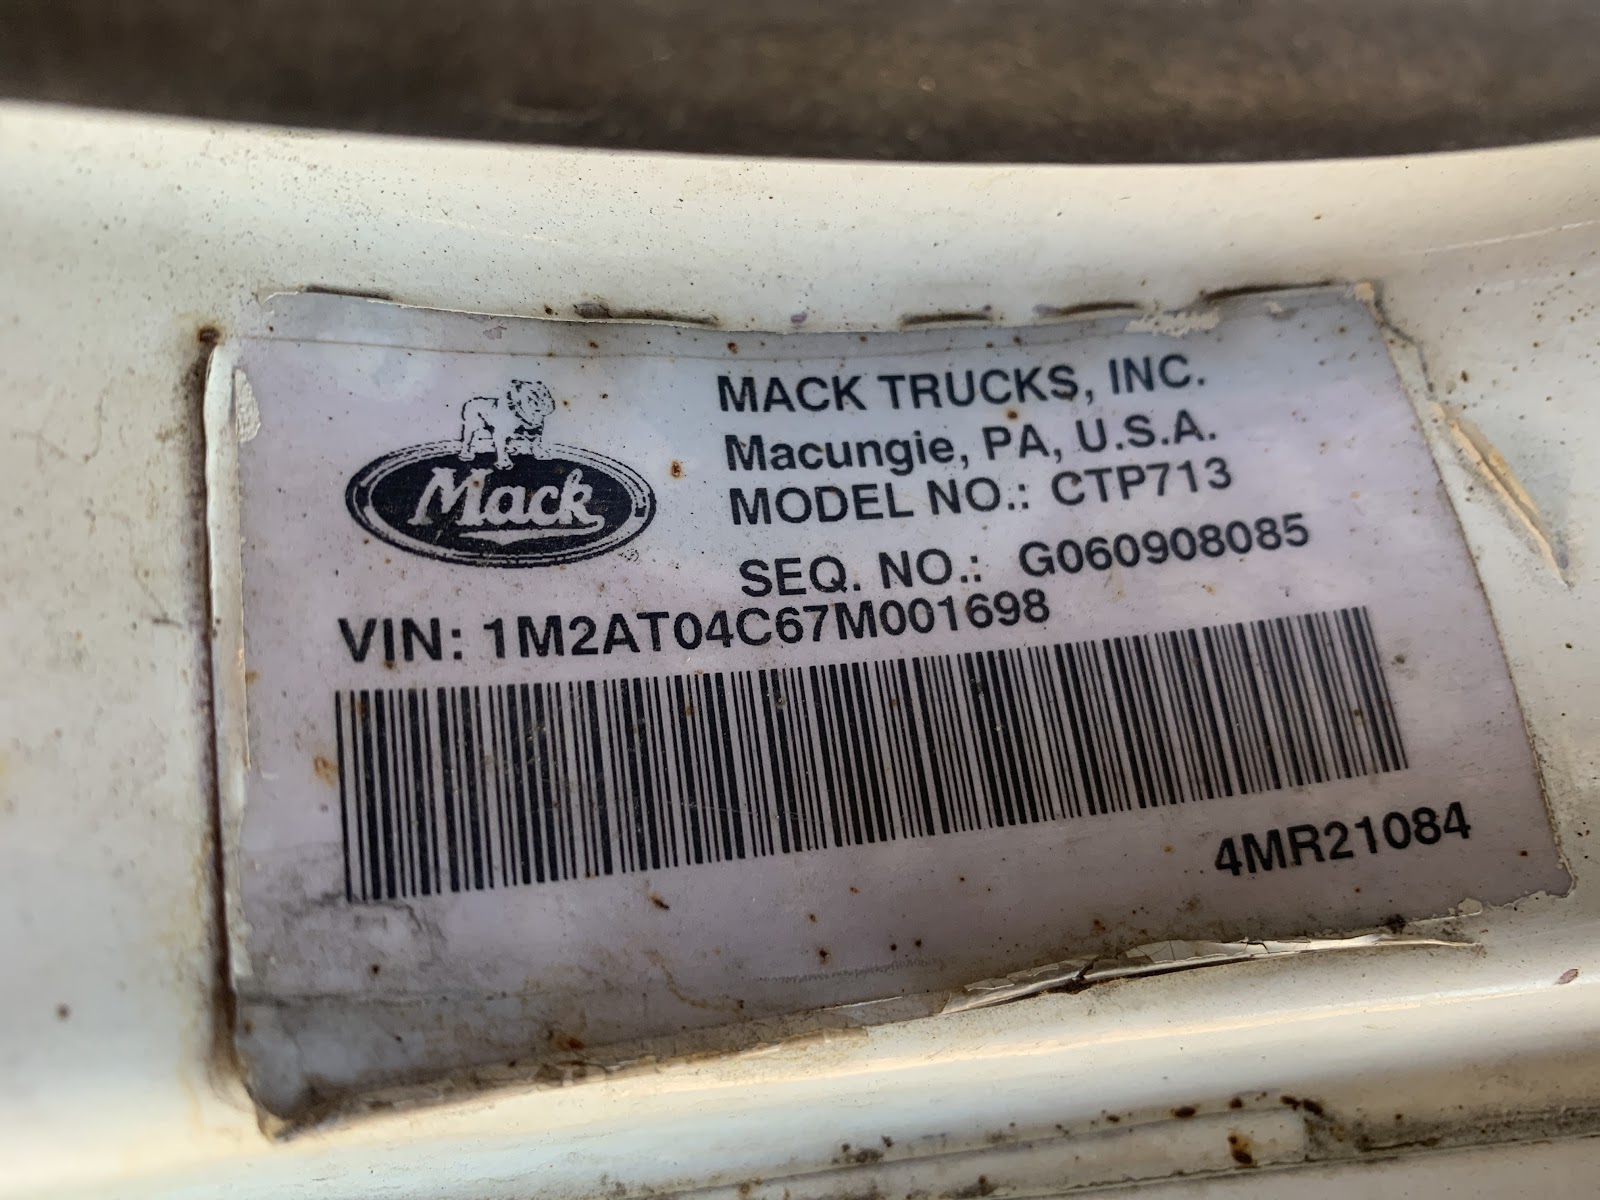 Mack
MACK TRUCKS, INC.
Macungie, PA, U.S.A.
MODEL NO.: CTP713
SEQ. NO.: G060908085
VIN: 1M2AT04C67M001698
4MR21084